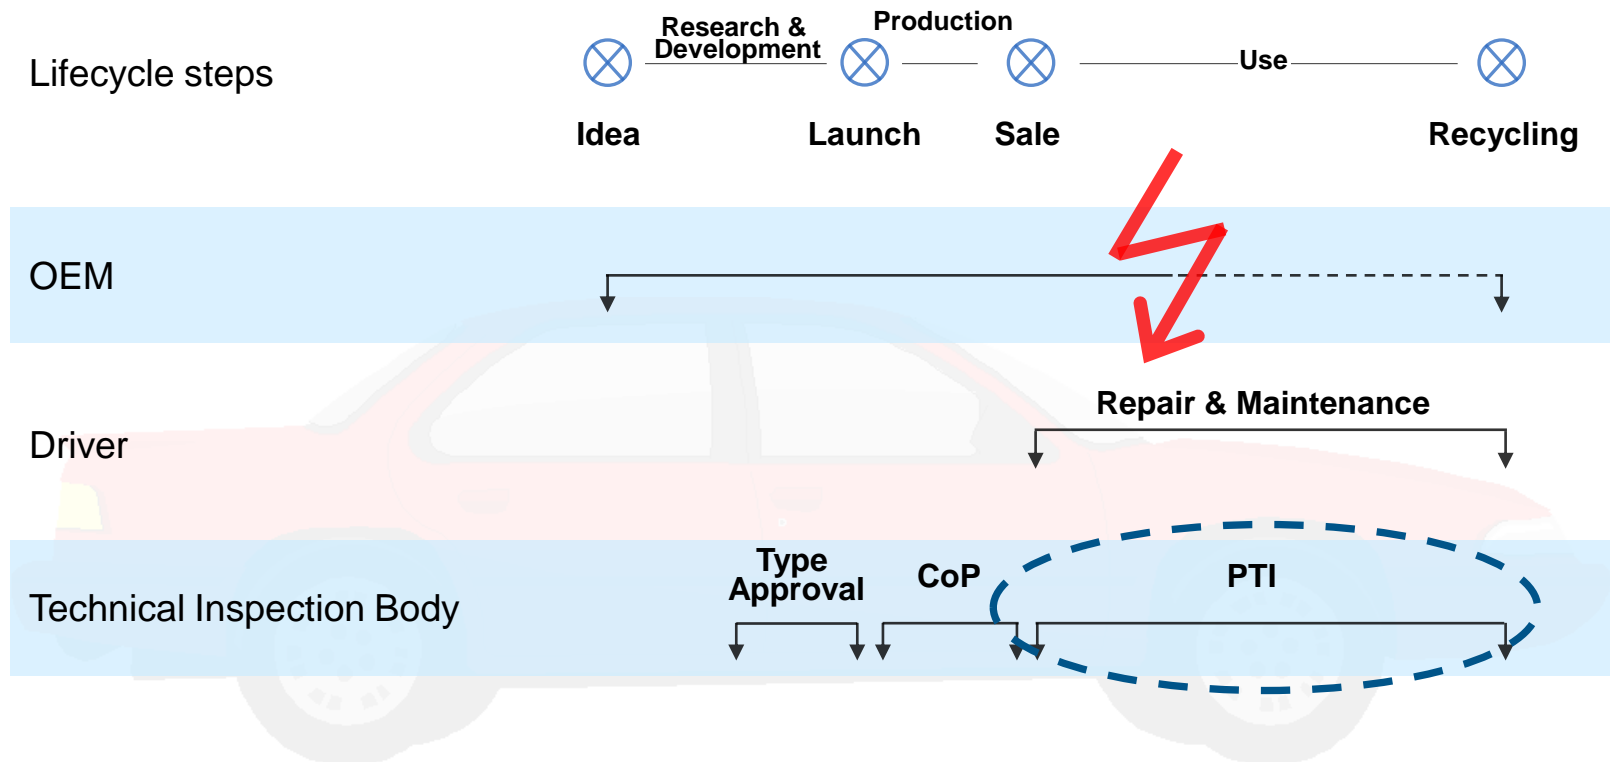 Research &
Development
Production
Use
Lifecycle steps
Idea
Launch
Sale
Recycling
OEM
Repair & Maintenance
Driver
Type
Approval
CoP
PTI
Technical Inspection Body